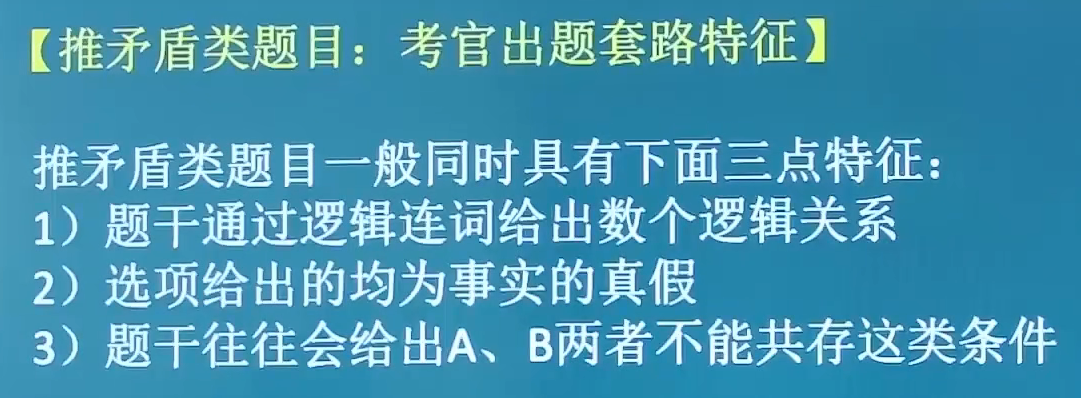 【推矛盾类题目：考官出题套路特征】
推矛盾类题目一般同时具有下面三点特征：
1）题干通过逻辑连词给出数个逻辑关系
2）选项给出的均为事实的真假
3）题干往往会给出A、B两者不能共存这类条件